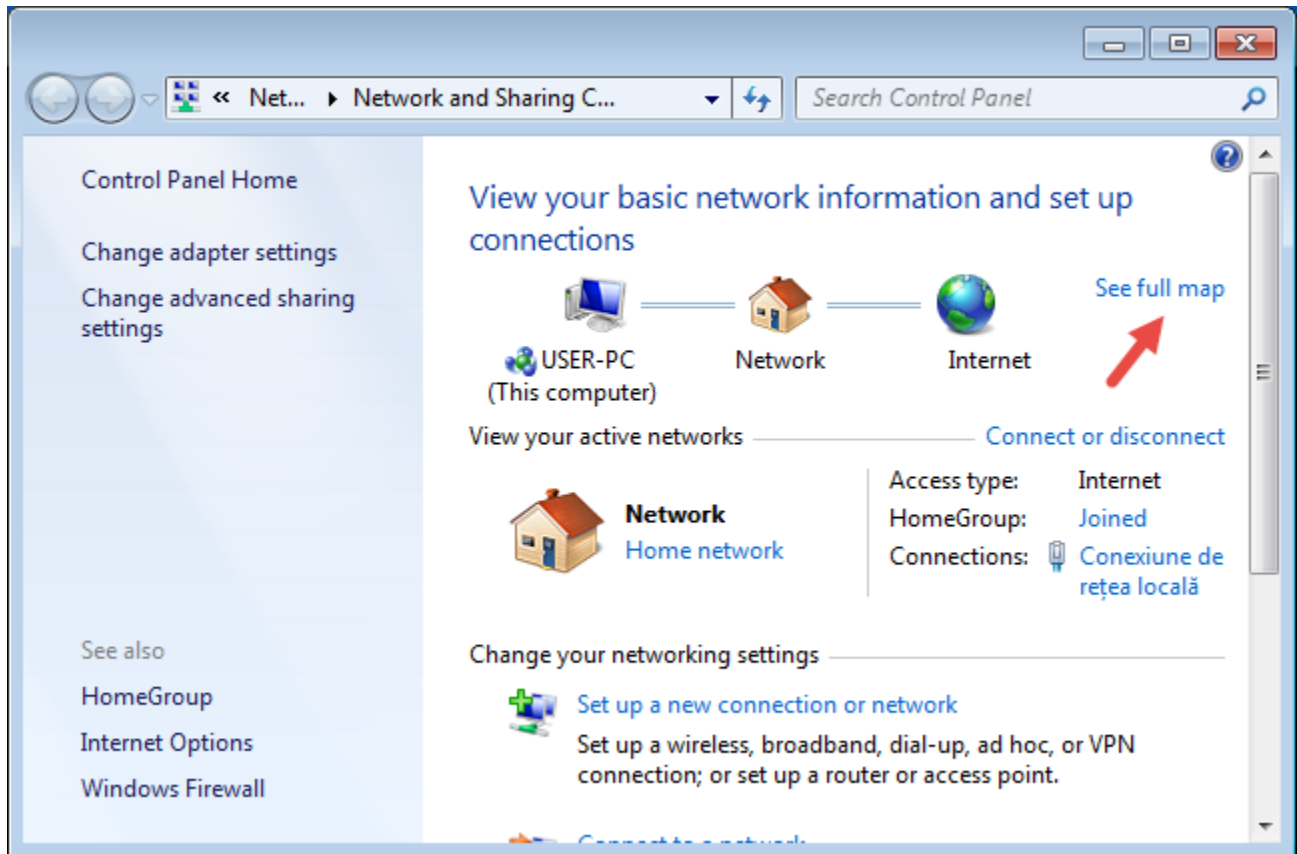 « Net... Network and Sharing C...
Search Control Panel
Control Panel Home
Change adapter settings
Change advanced sharing
settings
See also
HomeGroup
Internet Options
Windows Firewall
View your basic network information and set up
connections
See full map
USER-PC
(This computer)
Network
Internet
View your active networks
Connect or disconnect
Network
Home network
Access type: Internet
HomeGroup: Joined
Connections: Conexiune de
rețea locală
Change your networking settings
Set up a new connection or network
Set up a wireless, broadband, dial-up, ad hoc, or VPN
connection; or set up a router or access point.
Connect to a network